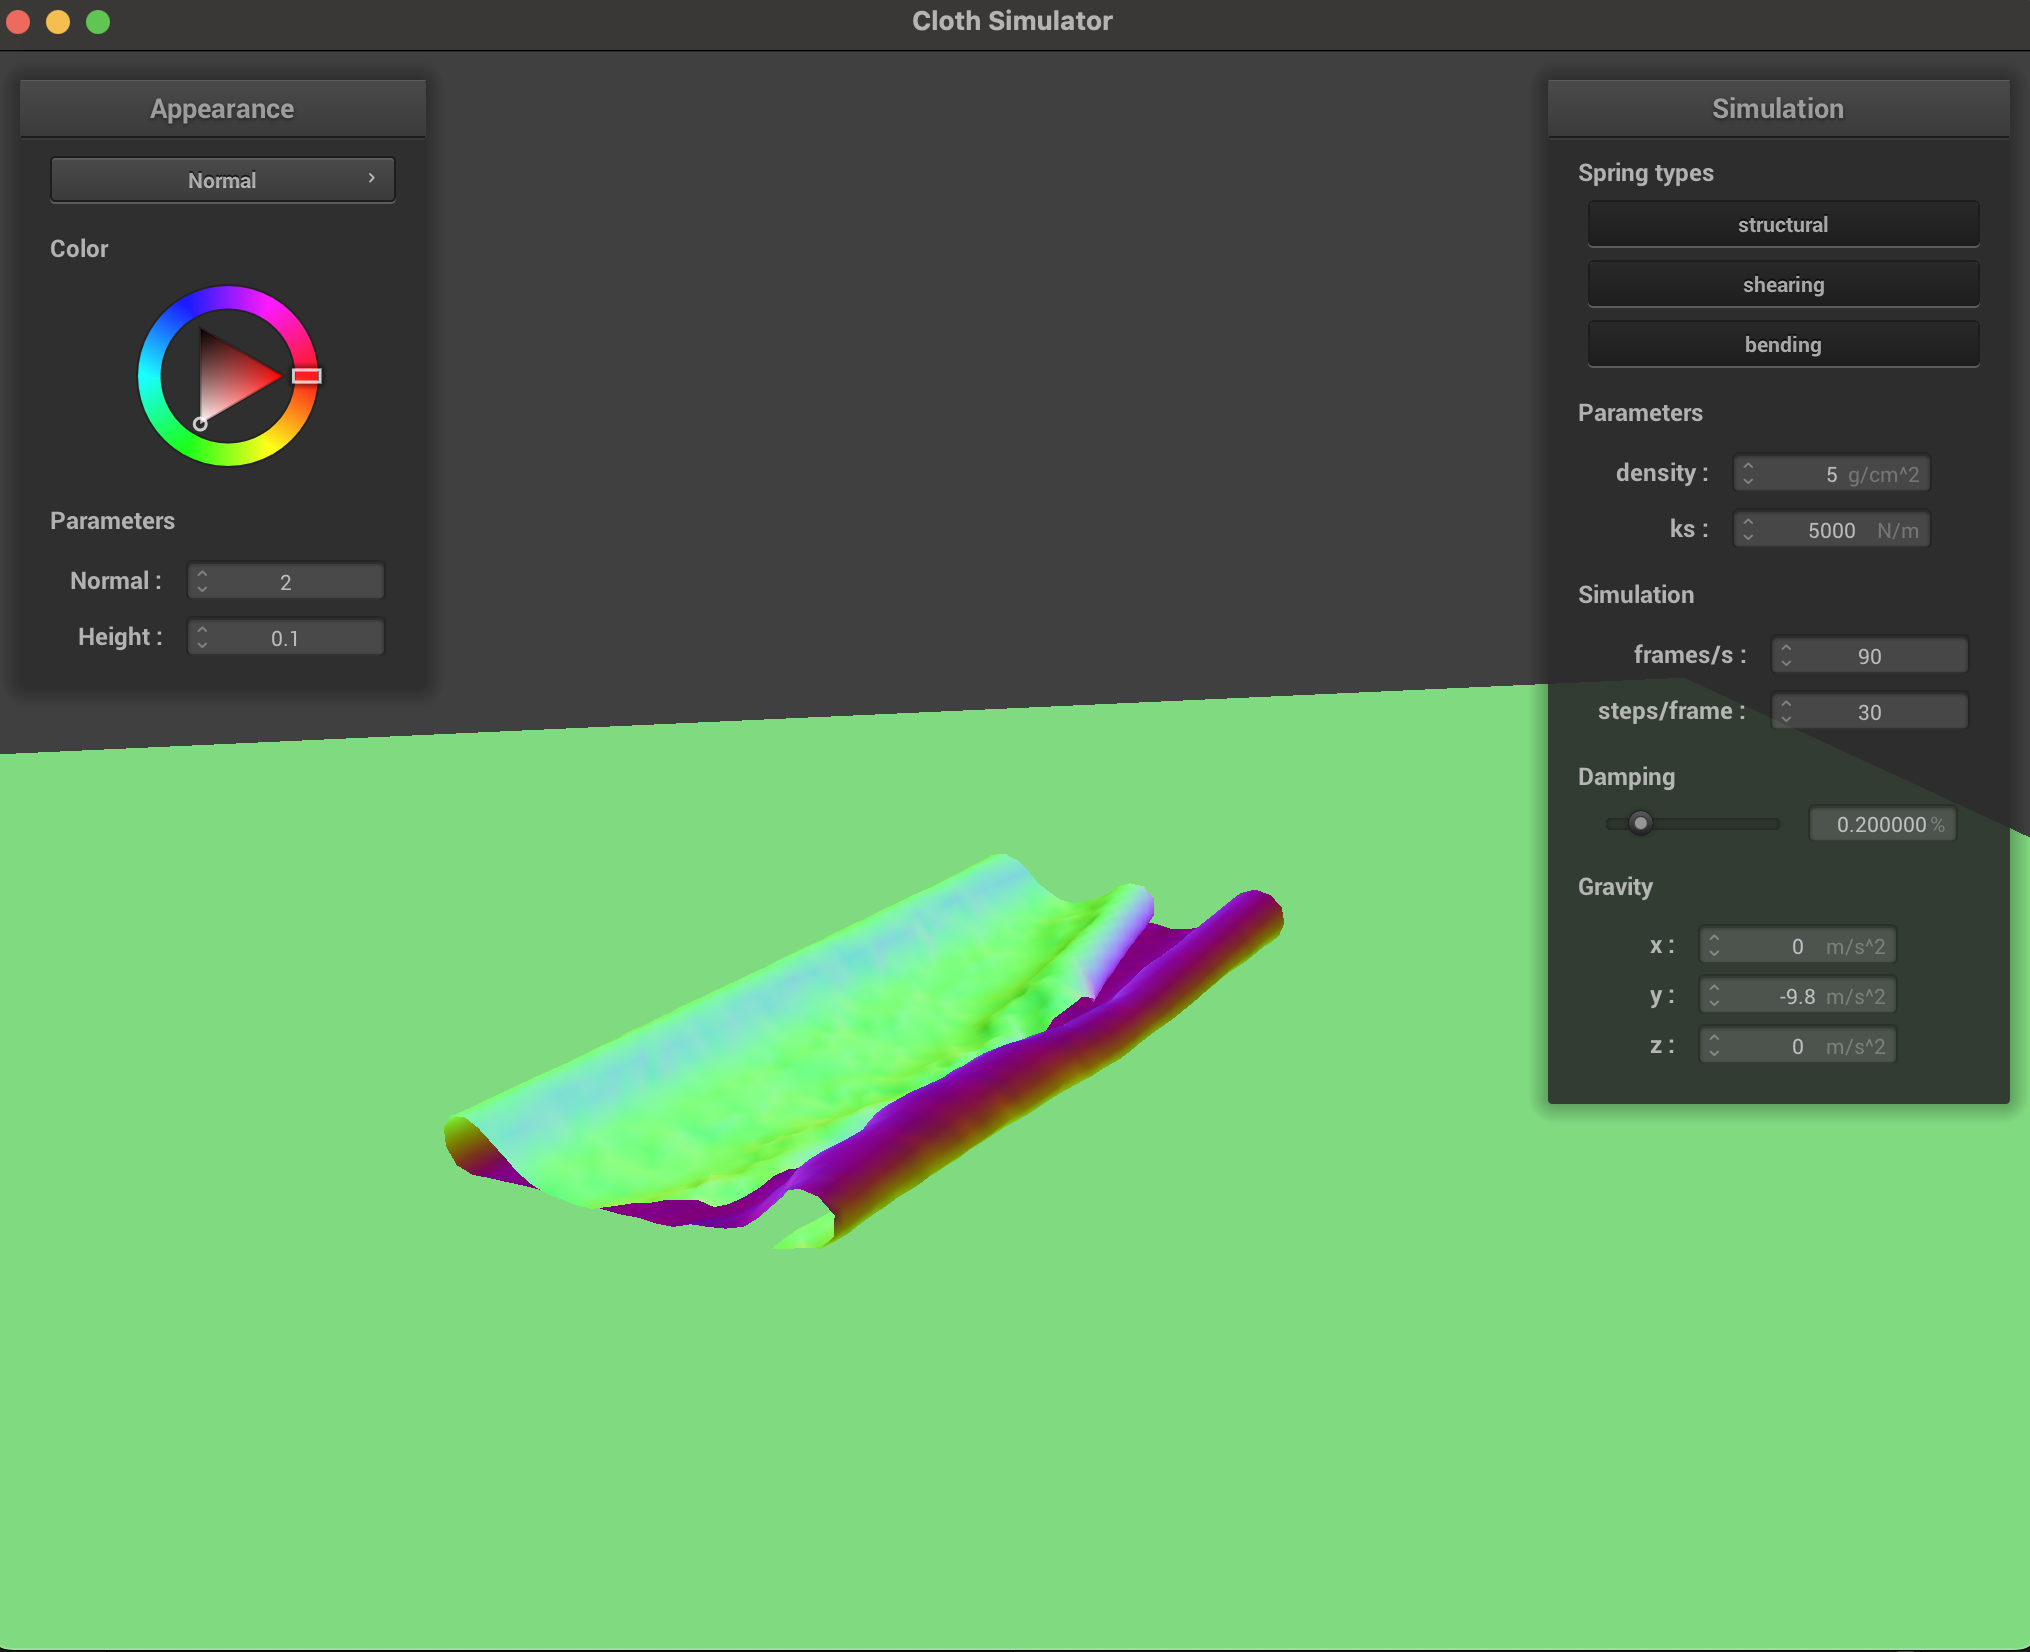 Cloth Simulator
Appearance
Normal
Color
Parameters
Normal : 2
Height : 0.1
Simulation
Spring types
structural
shearing
bending
Parameters
density : 5 g/cm^2
ks : 5000 N/m
Simulation
frames/s : 90
steps/frame : 30
Damping
0.200000 %
Gravity
x : 0 m/s^2
y : -9.8 m/s^2
z : 0 m/s^2